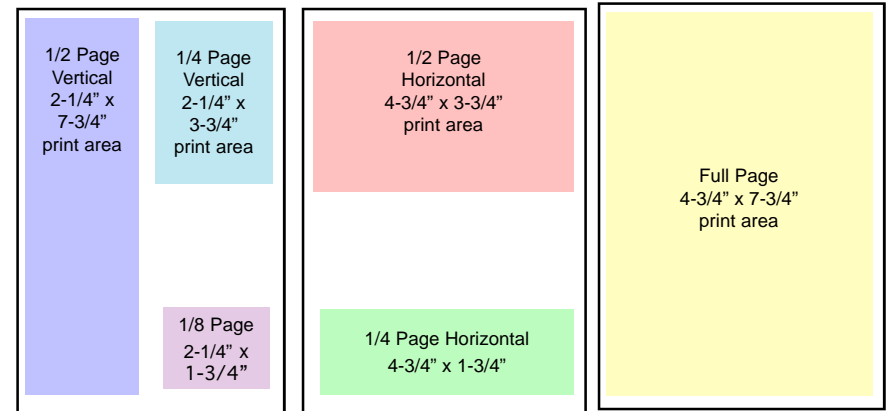 1/2 Page
Vertical
2-1/4” x
7-3/4”
print area
1/4 Page
Vertical
2-1/4” x
3-3/4”
print area
1/8 Page
2-1/4” x
1-3/4”
1/2 Page
Horizontal
4-3/4” x 3-3/4”
print area
1/4 Page Horizontal
4-3/4” x 1-3/4”
Full Page
4-3/4” x 7-3/4”
print area